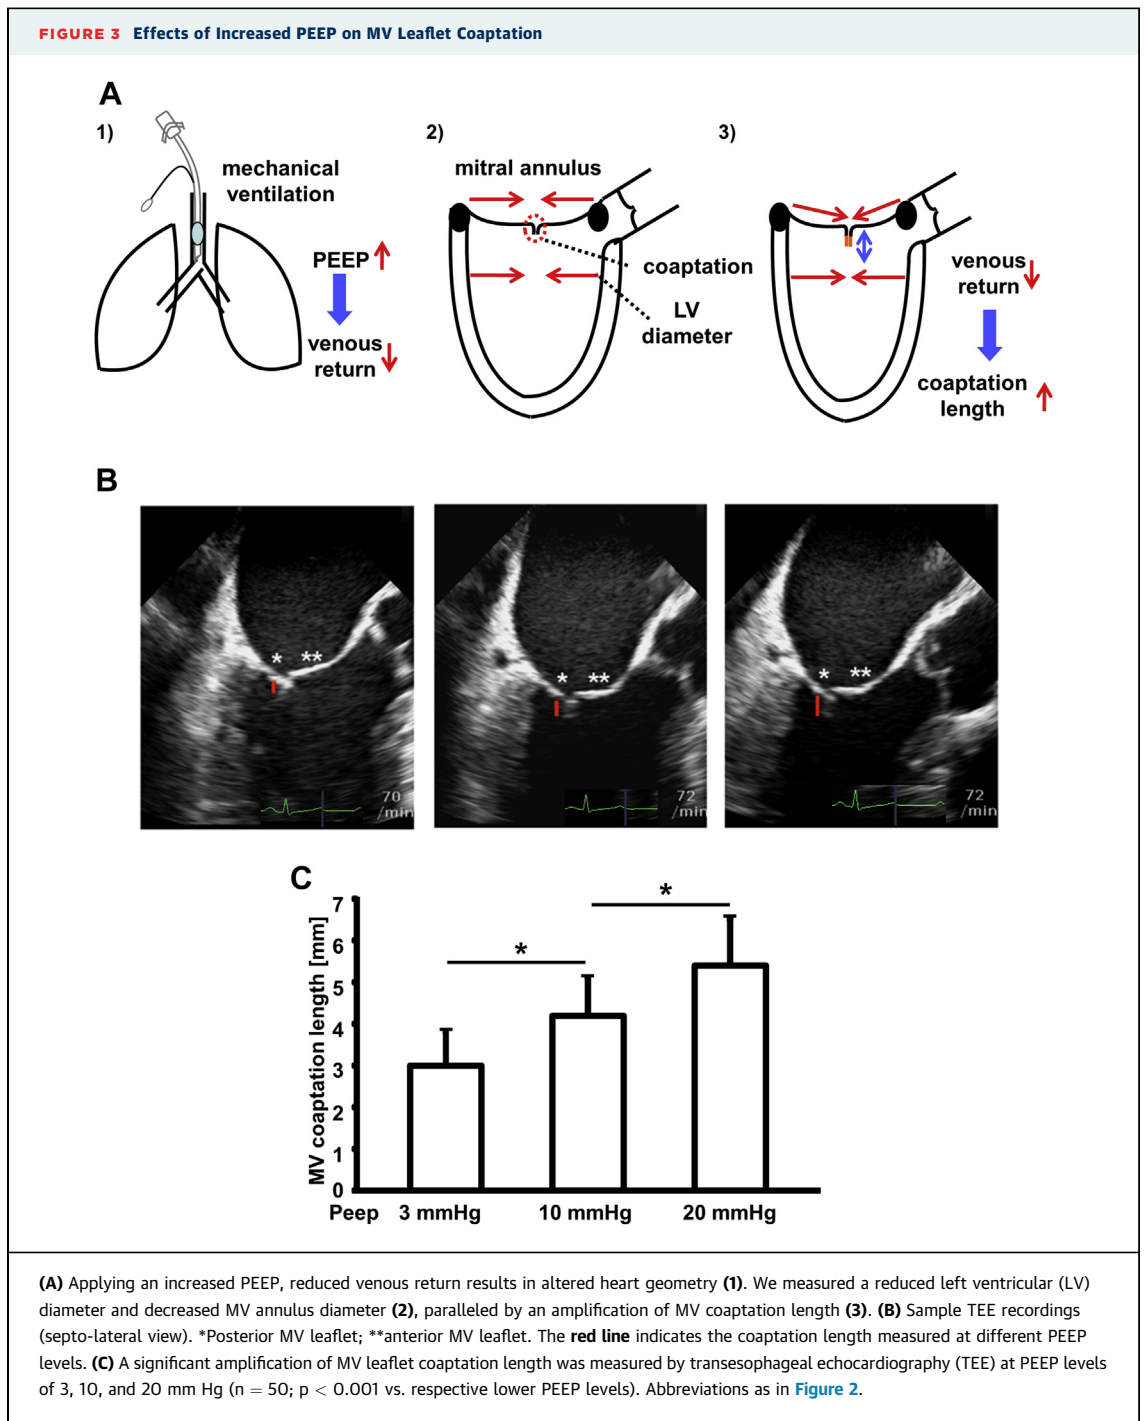 FIGURE 3 Effects of Increased PEEP on MV Leaflet Coaptation
A
1)
mechanical
ventilation
PEEP
venous
return
2)
mitral annulus
coaptation
LV
diameter
3)
venous
return
coaptation
length
B
* **
70
/min
* **
72
/min
* **
72
/min
C
MV coaptation length [mm]
7
6
5
4
3
2
1
0
*
*
Peep 3 mmHg 10 mmHg 20 mmHg
(A) Applying an increased PEEP, reduced venous return results in altered heart geometry (1). We measured a reduced left ventricular (LV)
diameter and decreased MV annulus diameter (2), paralleled by an amplification of MV coaptation length (3). (B) Sample TEE recordings
(septo-lateral view). *Posterior MV leaflet; **anterior MV leaflet. The red line indicates the coaptation length measured at different PEEP
levels. (C) A significant amplification of MV leaflet coaptation length was measured by transesophageal echocardiography (TEE) at PEEP levels
of 3, 10, and 20 mm Hg (n = 50; p < 0.001 vs. respective lower PEEP levels). Abbreviations as in Figure 2.